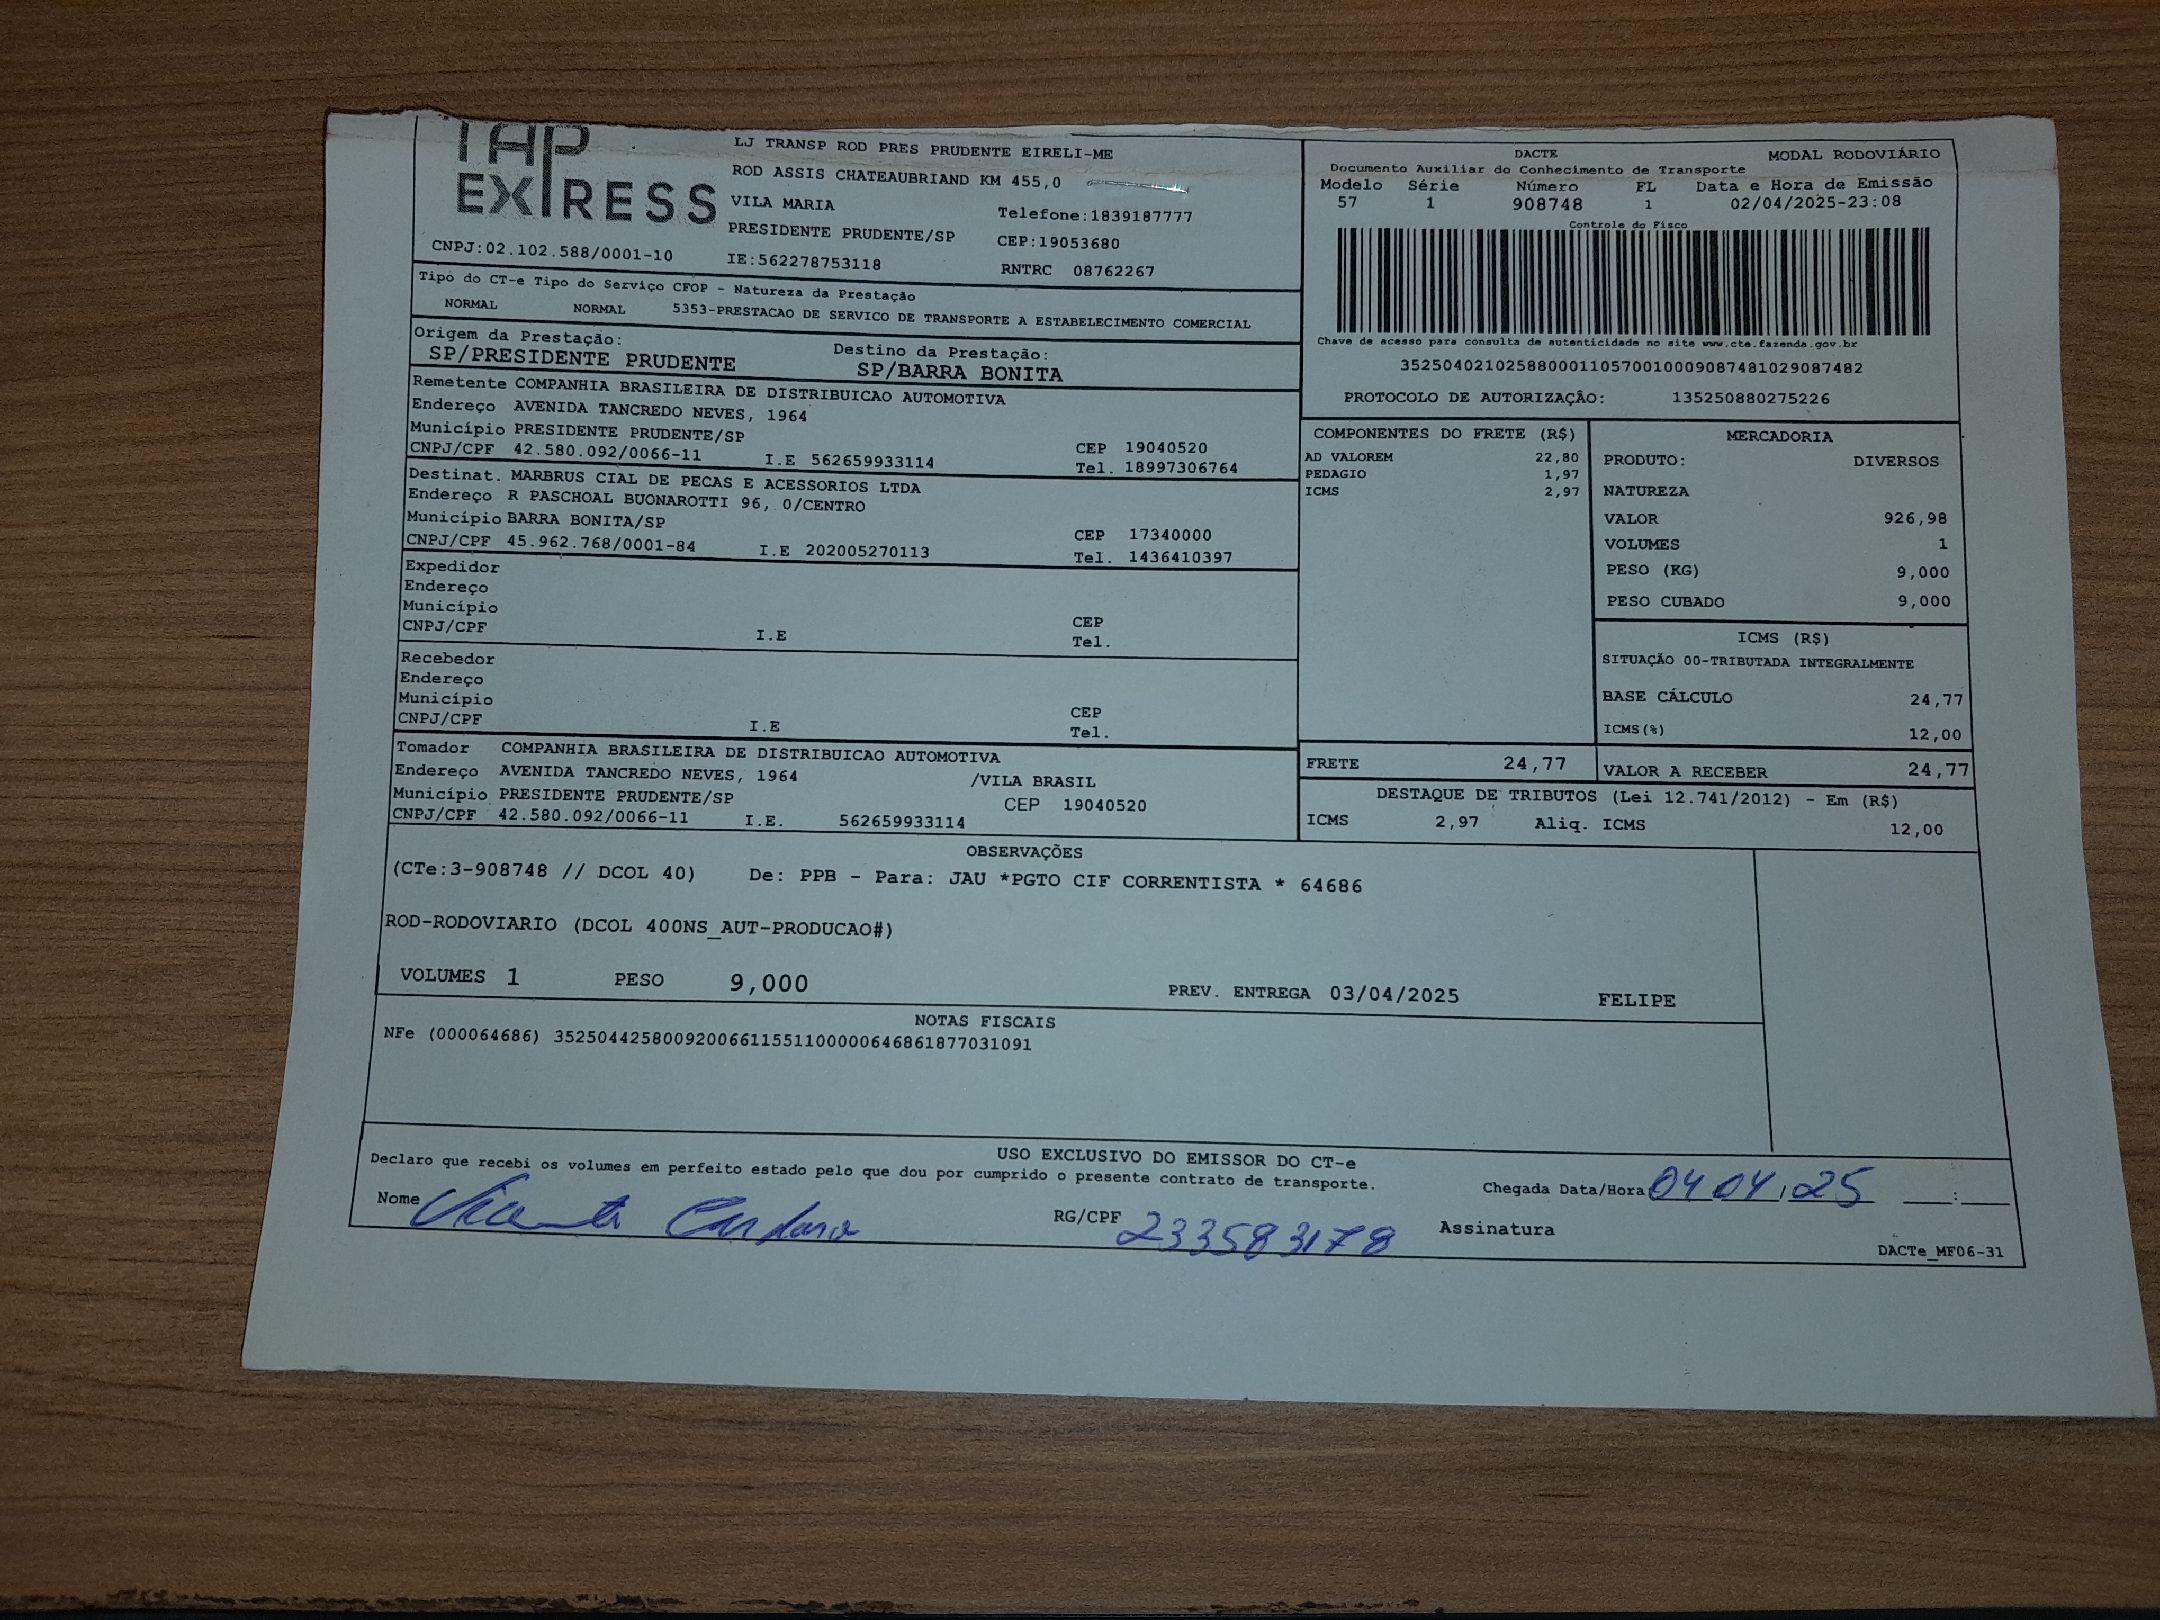 TAP
EXPRESS
CNPJ:02.102.588/0001-10
LJ TRANSP ROD PRES PRUDENTE EIRELI-ME
ROD ASSIS CHATEAUBRIAND KM 455,0
VILA MARIA Telefone:1839187777
PRESIDENTE PRUDENTE/SP CEP:19053680
IE:562278753118 RNTRC 08762267
DACTE MODAL RODOVIÁRIO
Documento Auxiliar do Conhecimento de Transporte
Modelo Série Número FL Data e Hora de Emissão
57 1 908748 1 02/04/2025-23:08
Controle do Fisco
Chave de acesso para consulta de autenticidade no site www.cte.fazenda.gov.br
35250402102588000110570010009087481029087482
PROTOCOLO DE AUTORIZAÇÂO: 135250880275226
Tipo do CT-e Tipo do Serviço CFOP - Natureza da Prestação
NORMAL NORMAL 5353-PRESTACAO DE SERVICO DE TRANSPORTE A ESTABELECIMENTO COMERCIAL
Origem da Prestação: Destino da Prestação:
SP/PRESIDENTE PRUDENTE SP/BARRA BONITA
Remetente COMPANHIA BRASILEIRA DE DISTRIBUICAO AUTOMOTIVA
Endereço AVENIDA TANCREDO NEVES, 1964
Município PRESIDENTE PRUDENTE/SP CEP 19040520
CNPJ/CPF 42.580.092/0066-11 I.E 562659933114 Tel. 18997306764
Destinat. MARBRUS CIAL DE PECAS E ACESSORIOS LTDA
Endereço R PASCHOAL BUONAROTTI 96, 0/CENTRO
Município BARRA BONITA/SP CEP 17340000
CNPJ/CPF 45.962.768/0001-84 I.E 202005270113 Tel. 1436410397
Expedidor
Endereço
Município CEP
CNPJ/CPF I.E Tel.
Recebedor
Endereço
Município CEP
CNPJ/CPF I.E Tel.
Tomador COMPANHIA BRASILEIRA DE DISTRIBUICAO AUTOMOTIVA
Endereço AVENIDA TANCREDO NEVES, 1964 /VILA BRASIL
Município PRESIDENTE PRUDENTE/SP CEP 19040520
CNPJ/CPF 42.580.092/0066-11 I.E. 562659933114
COMPONENTES DO FRETE (R$)
AD VALOREM 22,80
PEDAGIO 1,97
ICMS 2,97
MERCADORIA
PRODUTO: DIVERSOS
NATUREZA
VALOR 926,98
VOLUMES 1
PESO (KG) 9,000
PESO CUBADO 9,000
ICMS (R$)
SITUAÇÃO 00-TRIBUTADA INTEGRALMENTE
BASE CÁLCULO 24,77
ICMS(%) 12,00
FRETE 24,77 VALOR A RECEBER 24,77
DESTAQUE DE TRIBUTOS (Lei 12.741/2012) - Em (R$)
ICMS 2,97 Aliq. ICMS 12,00
OBSERVAÇÕES
(CTe:3-908748 // DCOL 40) De: PPB - Para: JAU *PGTO CIF CORRENTISTA * 64686
ROD-RODOVIARIO (DCOL 400NS_AUT-PRODUCAO#)
VOLUMES 1 PESO 9,000 PREV. ENTREGA 03/04/2025 FELIPE
NOTAS FISCAIS
NFe (000064686) 35250442580092006611551100000646861877031091
USO EXCLUSIVO DO EMISSOR DO CT-e
Declaro que recebi os volumes em perfeito estado pelo que dou por cumprido o presente contrato de transporte.
Chegada Data/Hora 04 04, 25 __:__
Nome RG/CPF 233583178 Assinatura
DACTe_MF06-31